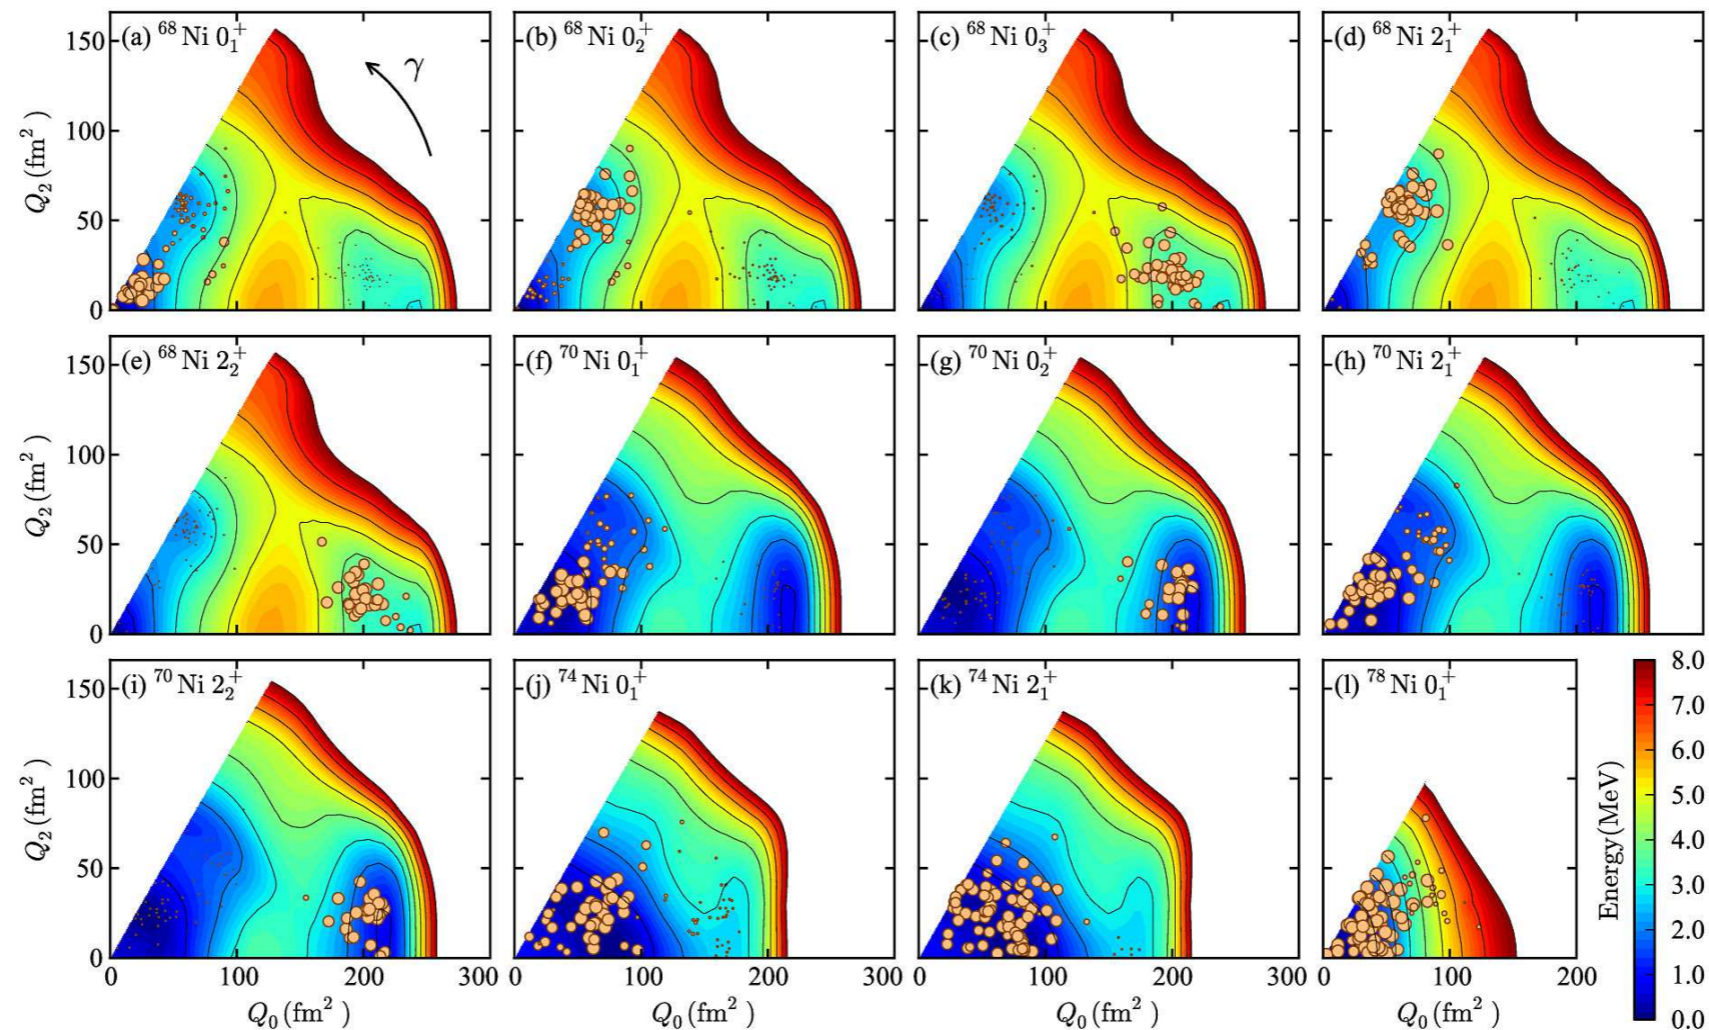 (a) ⁶⁸Ni 0₁⁺ (b) ⁶⁸Ni 0₂⁺ (c) ⁶⁸Ni 0₃⁺ (d) ⁶⁸Ni 2₁⁺
γ
150
100
50
0
Q₂(fm²)
(e) ⁶⁸Ni 2₂⁺ (f) ⁷⁰Ni 0₁⁺ (g) ⁷⁰Ni 0₂⁺ (h) ⁷⁰Ni 2₁⁺
150
100
50
0
Q₂(fm²)
(i) ⁷⁰Ni 2₂⁺ (j) ⁷⁴Ni 0₁⁺ (k) ⁷⁴Ni 2₁⁺ (l) ⁷⁸Ni 0₁⁺
150
100
50
0
Q₂(fm²)
0 100 200 300 0 100 200 300 0 100 200 300 0 100 200
Q₀(fm²) Q₀(fm²) Q₀(fm²) Q₀(fm²)
8.0
7.0
6.0
5.0
4.0
3.0
2.0
1.0
0.0
Energy(MeV)